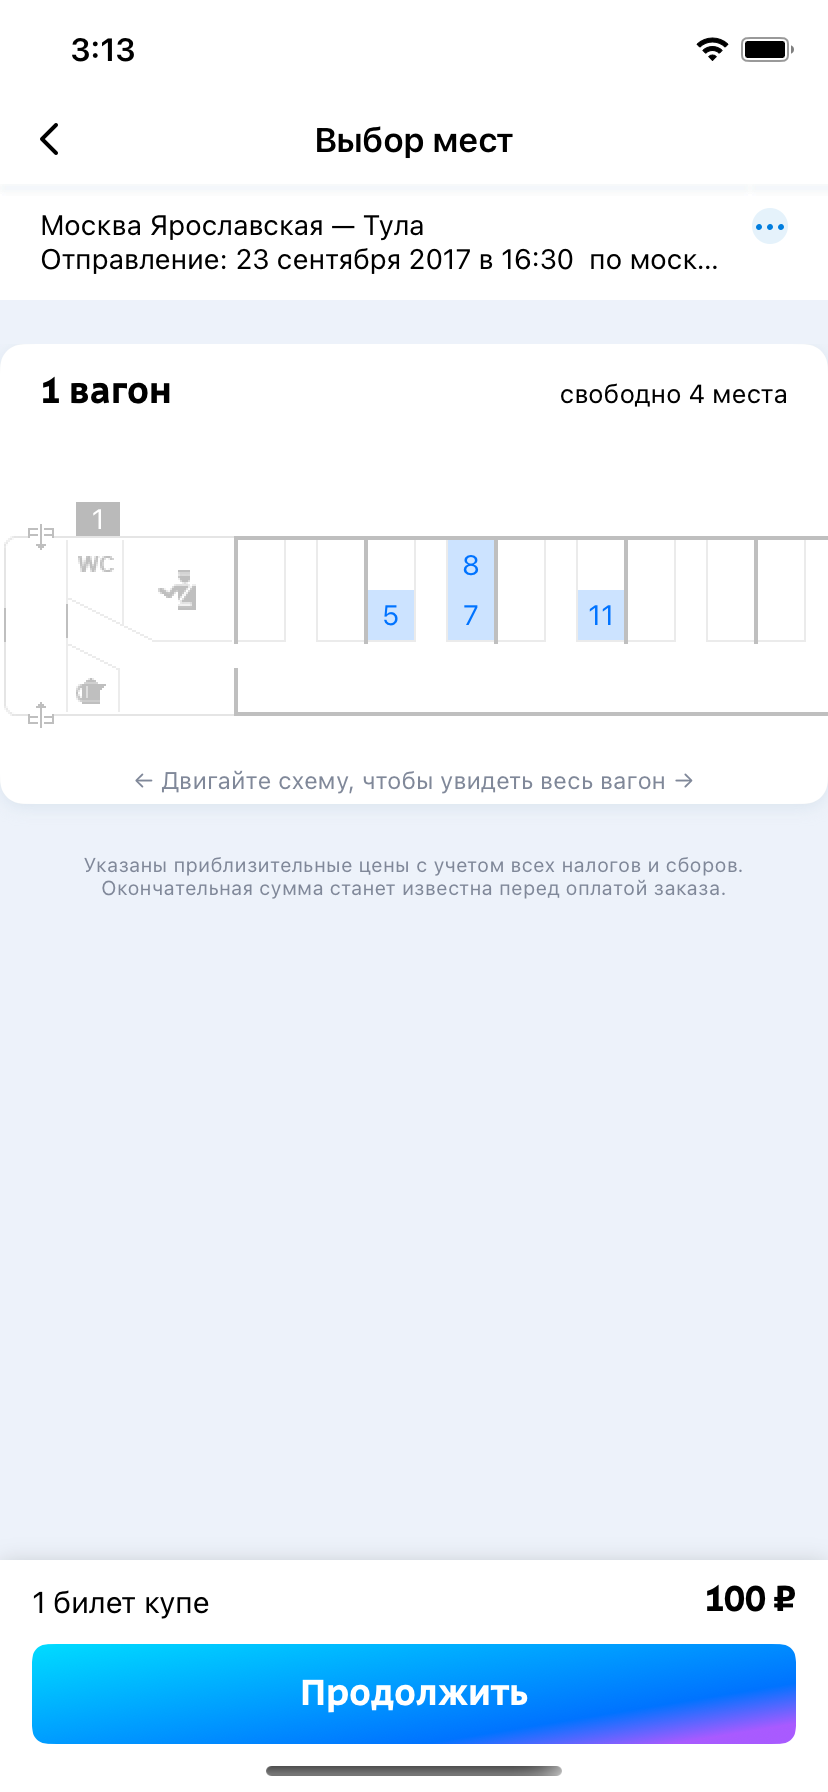 3:13
Выбор мест
Москва Ярославская — Тула
Отправление: 23 сентября 2017 в 16:30 по моск...
1 вагон
свободно 4 места
1
WC
8
5
7
11
← Двигайте схему, чтобы увидеть весь вагон →
Указаны приблизительные цены с учетом всех налогов и сборов.
Окончательная сумма станет известна перед оплатой заказа.
1 билет купе
100 ₽
Продолжить